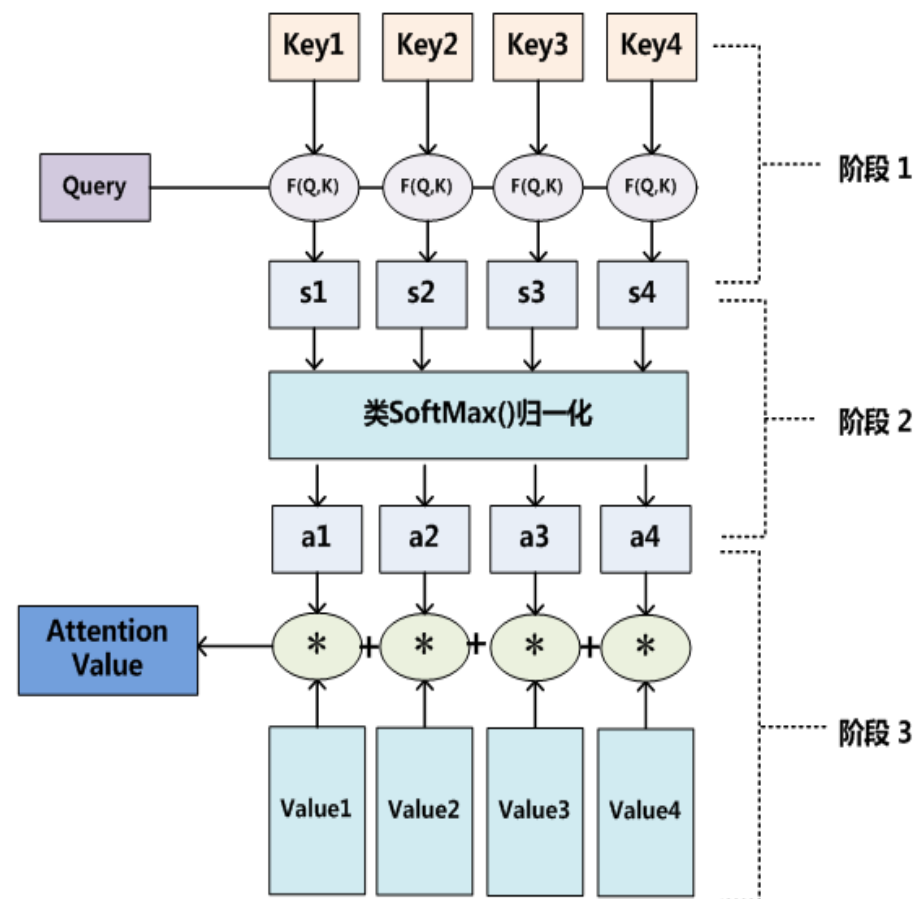 Key1 Key2 Key3 Key4
Query F(Q,K) F(Q,K) F(Q,K) F(Q,K) 阶段 1
s1 s2 s3 s4
类SoftMax()归一化 阶段 2
a1 a2 a3 a4
Attention
Value
* + * + * + *
阶段 3
Value1 Value2 Value3 Value4